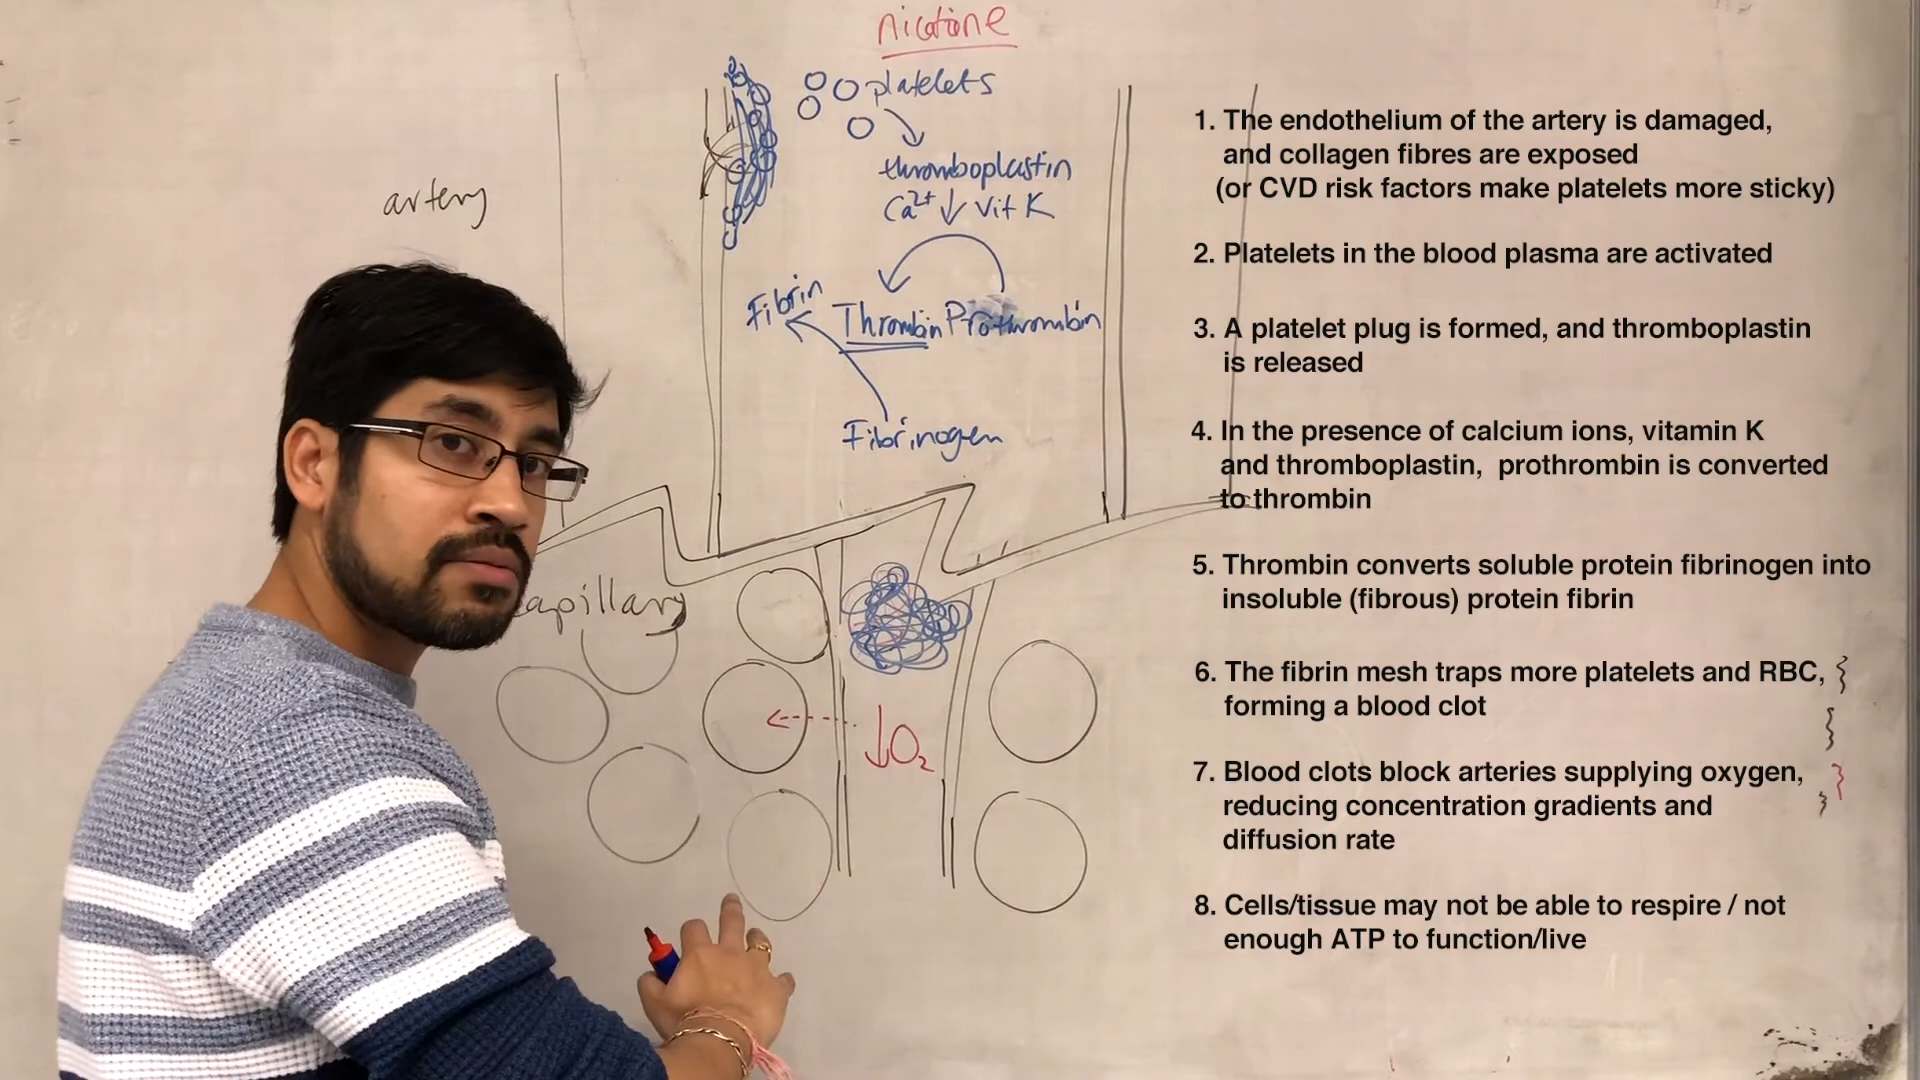 nicotine
platelets
thromboplastin
Ca2+ ↓ Vit K
Fibrin
Thrombin Prothrombin
Fibrinogen
artery
capillary
↓O2
1. The endothelium of the artery is damaged,
and collagen fibres are exposed
(or CVD risk factors make platelets more sticky)
2. Platelets in the blood plasma are activated
3. A platelet plug is formed, and thromboplastin
is released
4. In the presence of calcium ions, vitamin K
and thromboplastin, prothrombin is converted
to thrombin
5. Thrombin converts soluble protein fibrinogen into
insoluble (fibrous) protein fibrin
6. The fibrin mesh traps more platelets and RBC,
forming a blood clot
7. Blood clots block arteries supplying oxygen,
reducing concentration gradients and
diffusion rate
8. Cells/tissue may not be able to respire / not
enough ATP to function/live